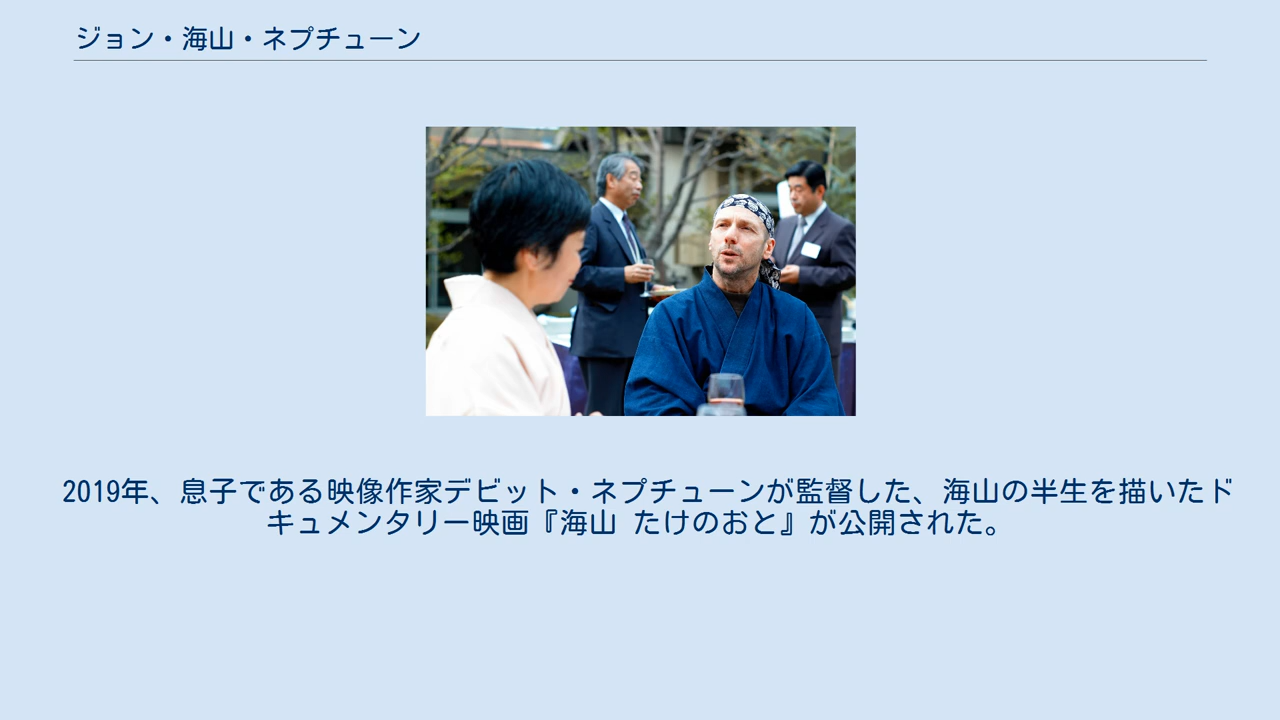 ジョン・海山・ネプチューン
2019年、息子である映像作家デビット・ネプチューンが監督した、海山の半生を描いたド
キュメンタリー映画『海山 たけのおと』が公開された。